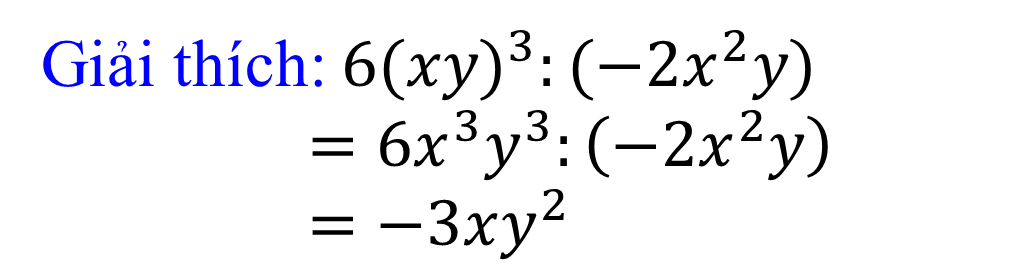 Giải thích: 6(xy)³: (−2x²y)
= 6x³y³: (−2x²y)
= −3xy²